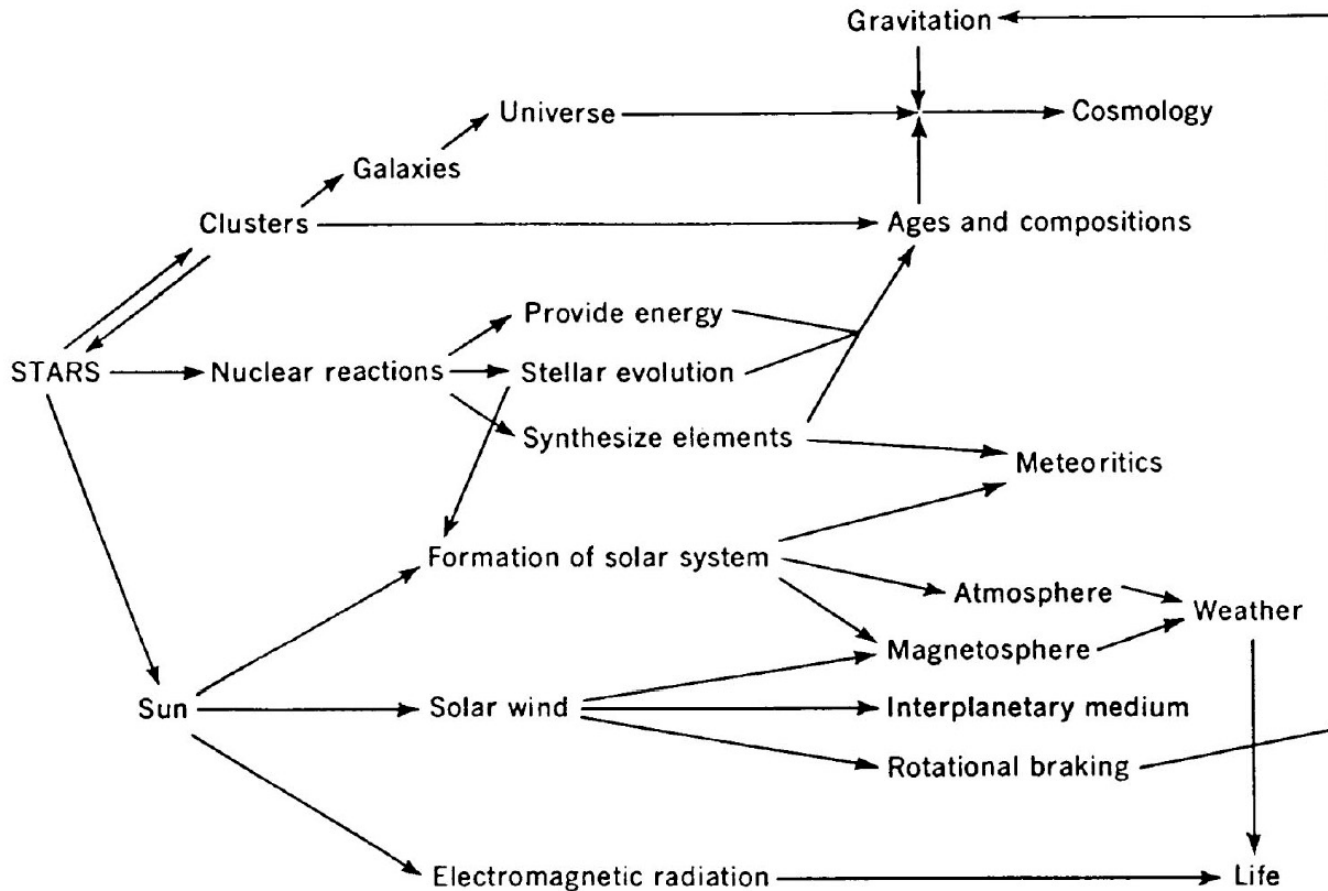 Gravitation
Universe
Cosmology
Galaxies
Clusters
Ages and compositions
Provide energy
STARS
Nuclear reactions
Stellar evolution
Synthesize elements
Meteoritics
Formation of solar system
Atmosphere
Weather
Magnetosphere
Sun
Solar wind
Interplanetary medium
Rotational braking
Electromagnetic radiation
Life